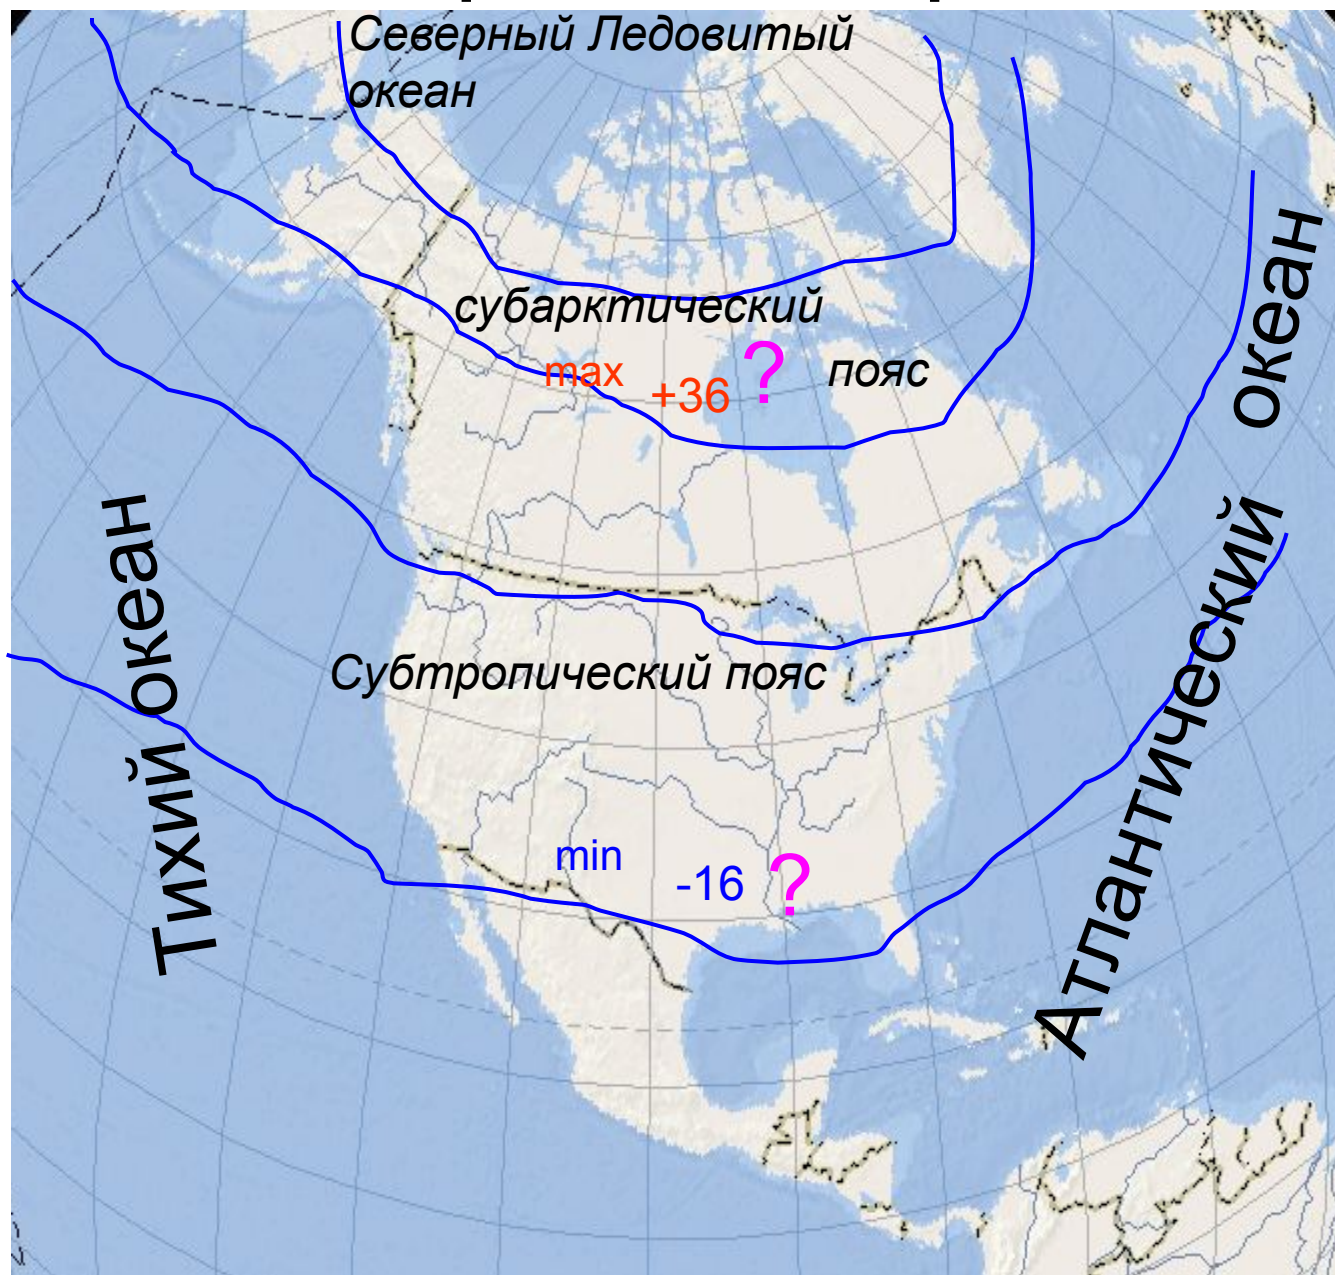 Северный Ледовитый
океан
субарктический
max
+36
?
пояс
Тихий океан
Атлантический океан
Субтропический пояс
min
-16
?